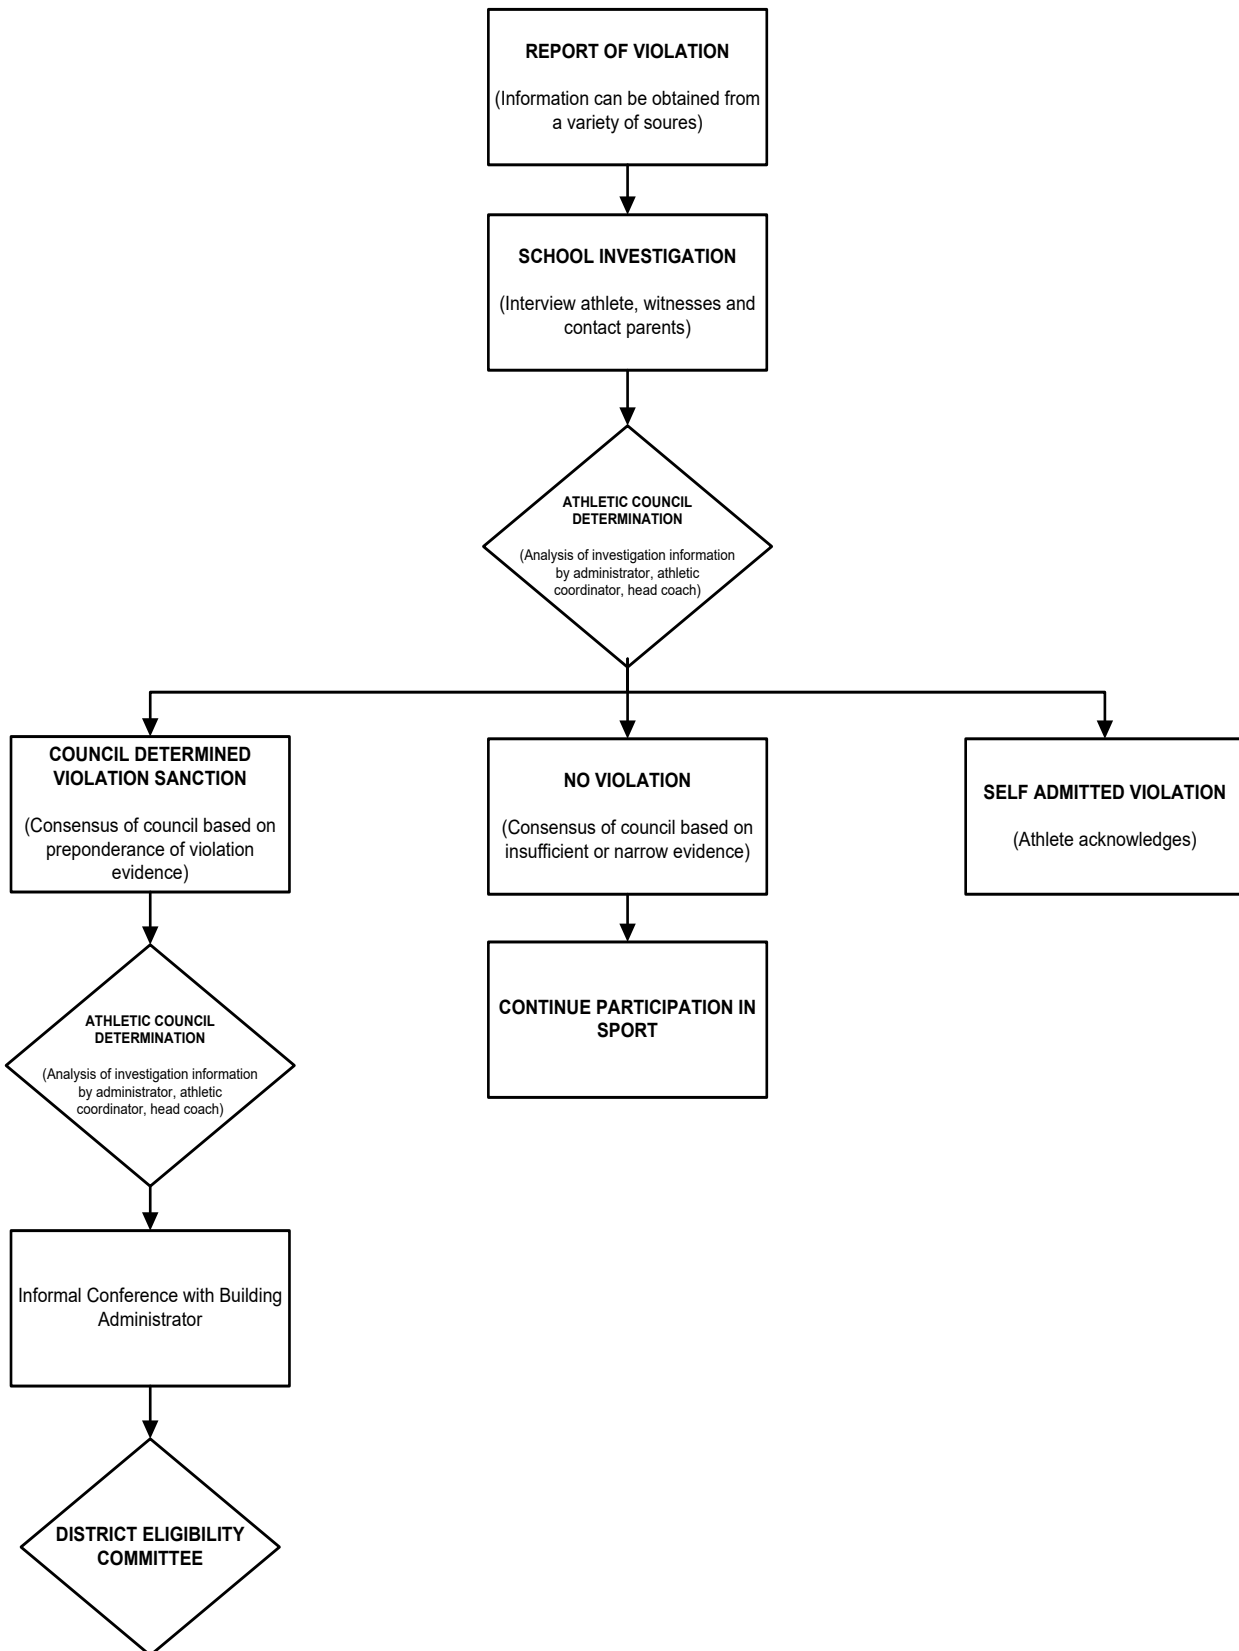 REPORT OF VIOLATION
(Information can be obtained from
a variety of soures)
SCHOOL INVESTIGATION
(Interview athlete, witnesses and
contact parents)
ATHLETIC COUNCIL
DETERMINATION
(Analysis of investigation information
by administrator, athletic
coordinator, head coach)
COUNCIL DETERMINED
VIOLATION SANCTION
(Consensus of council based on
preponderance of violation
evidence)
NO VIOLATION
(Consensus of council based on
insufficient or narrow evidence)
SELF ADMITTED VIOLATION
(Athlete acknowledges)
ATHLETIC COUNCIL
DETERMINATION
(Analysis of investigation information
by administrator, athletic
coordinator, head coach)
CONTINUE PARTICIPATION IN
SPORT
Informal Conference with Building
Administrator
DISTRICT ELIGIBILITY
COMMITTEE